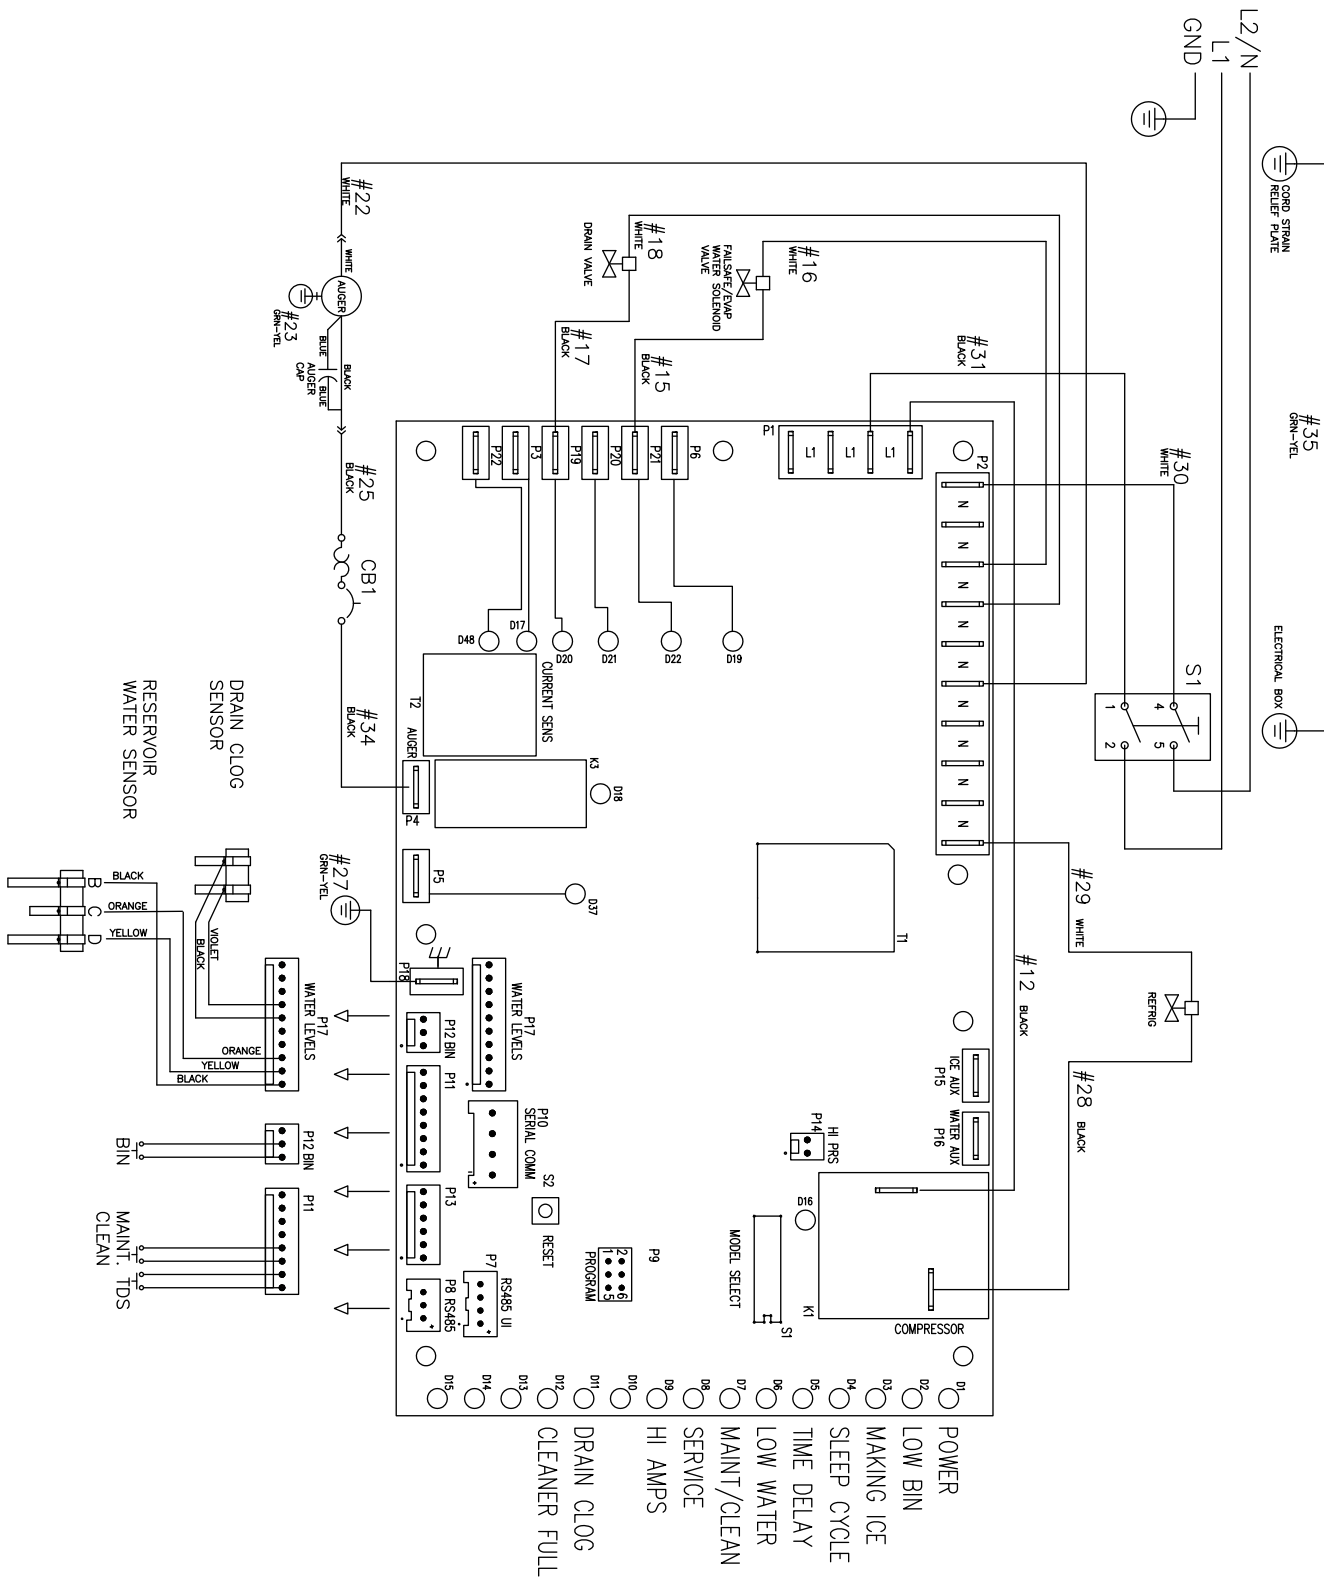 L2/N
L1
GND
CORD STRAIN
RELIEF PLATE
#35
GRN-YEL
ELECTRICAL BOX
#22
WHITE
WHITE
AUGER
#23
GRN-YEL
BLUE
BLACK
AUGER
CAP
BLUE
#25
BLACK
CB1
#34
BLACK
#18
WHITE
DRAIN VALVE
#17
BLACK
#16
WHITE
FAILSAFE/EVAP
WATER SOLENOID
VALVE
#15
BLACK
#31
BLACK
#30
WHITE
S1
4
1
5
2
P22
P3
P19
P20
P21
P6
P1
L1
L1
L1
P2
N
N
N
N
N
N
N
N
N
D48
D17
D20
D21
D22
D19
CURRENT SENS
T2
AUGER
P4
K3
D18
P5
D37
T1
#27
GRN-YEL
P18
#29
WHITE
REFRIG
#28
BLACK
#12
BLACK
DRAIN CLOG
SENSOR
RESERVOIR
WATER SENSOR
B
BLACK
C
ORANGE
D
YELLOW
VIOLET
BLACK
P17
WATER LEVELS
ORANGE
YELLOW
BLACK
P12 BIN
BIN
P11
MAINT.
CLEAN
TDS
P17
WATER LEVELS
P12 BIN
P11
P10
SERIAL COMM
P13
S2
RESET
P7
RS485 UI
P8 RS485
P9
PROGRAM
2
1
6
5
P15
ICE AUX
P16
WATER AUX
P14
HI PRS
D16
MODEL SELECT
S1
K1
COMPRESSOR
D1
POWER
D2
LOW BIN
D3
MAKING ICE
D4
SLEEP CYCLE
D5
TIME DELAY
D6
LOW WATER
D7
MAINT/CLEAN
D8
SERVICE
D9
HI AMPS
D10
D11
DRAIN CLOG
D12
CLEANER FULL
D13
D14
D15